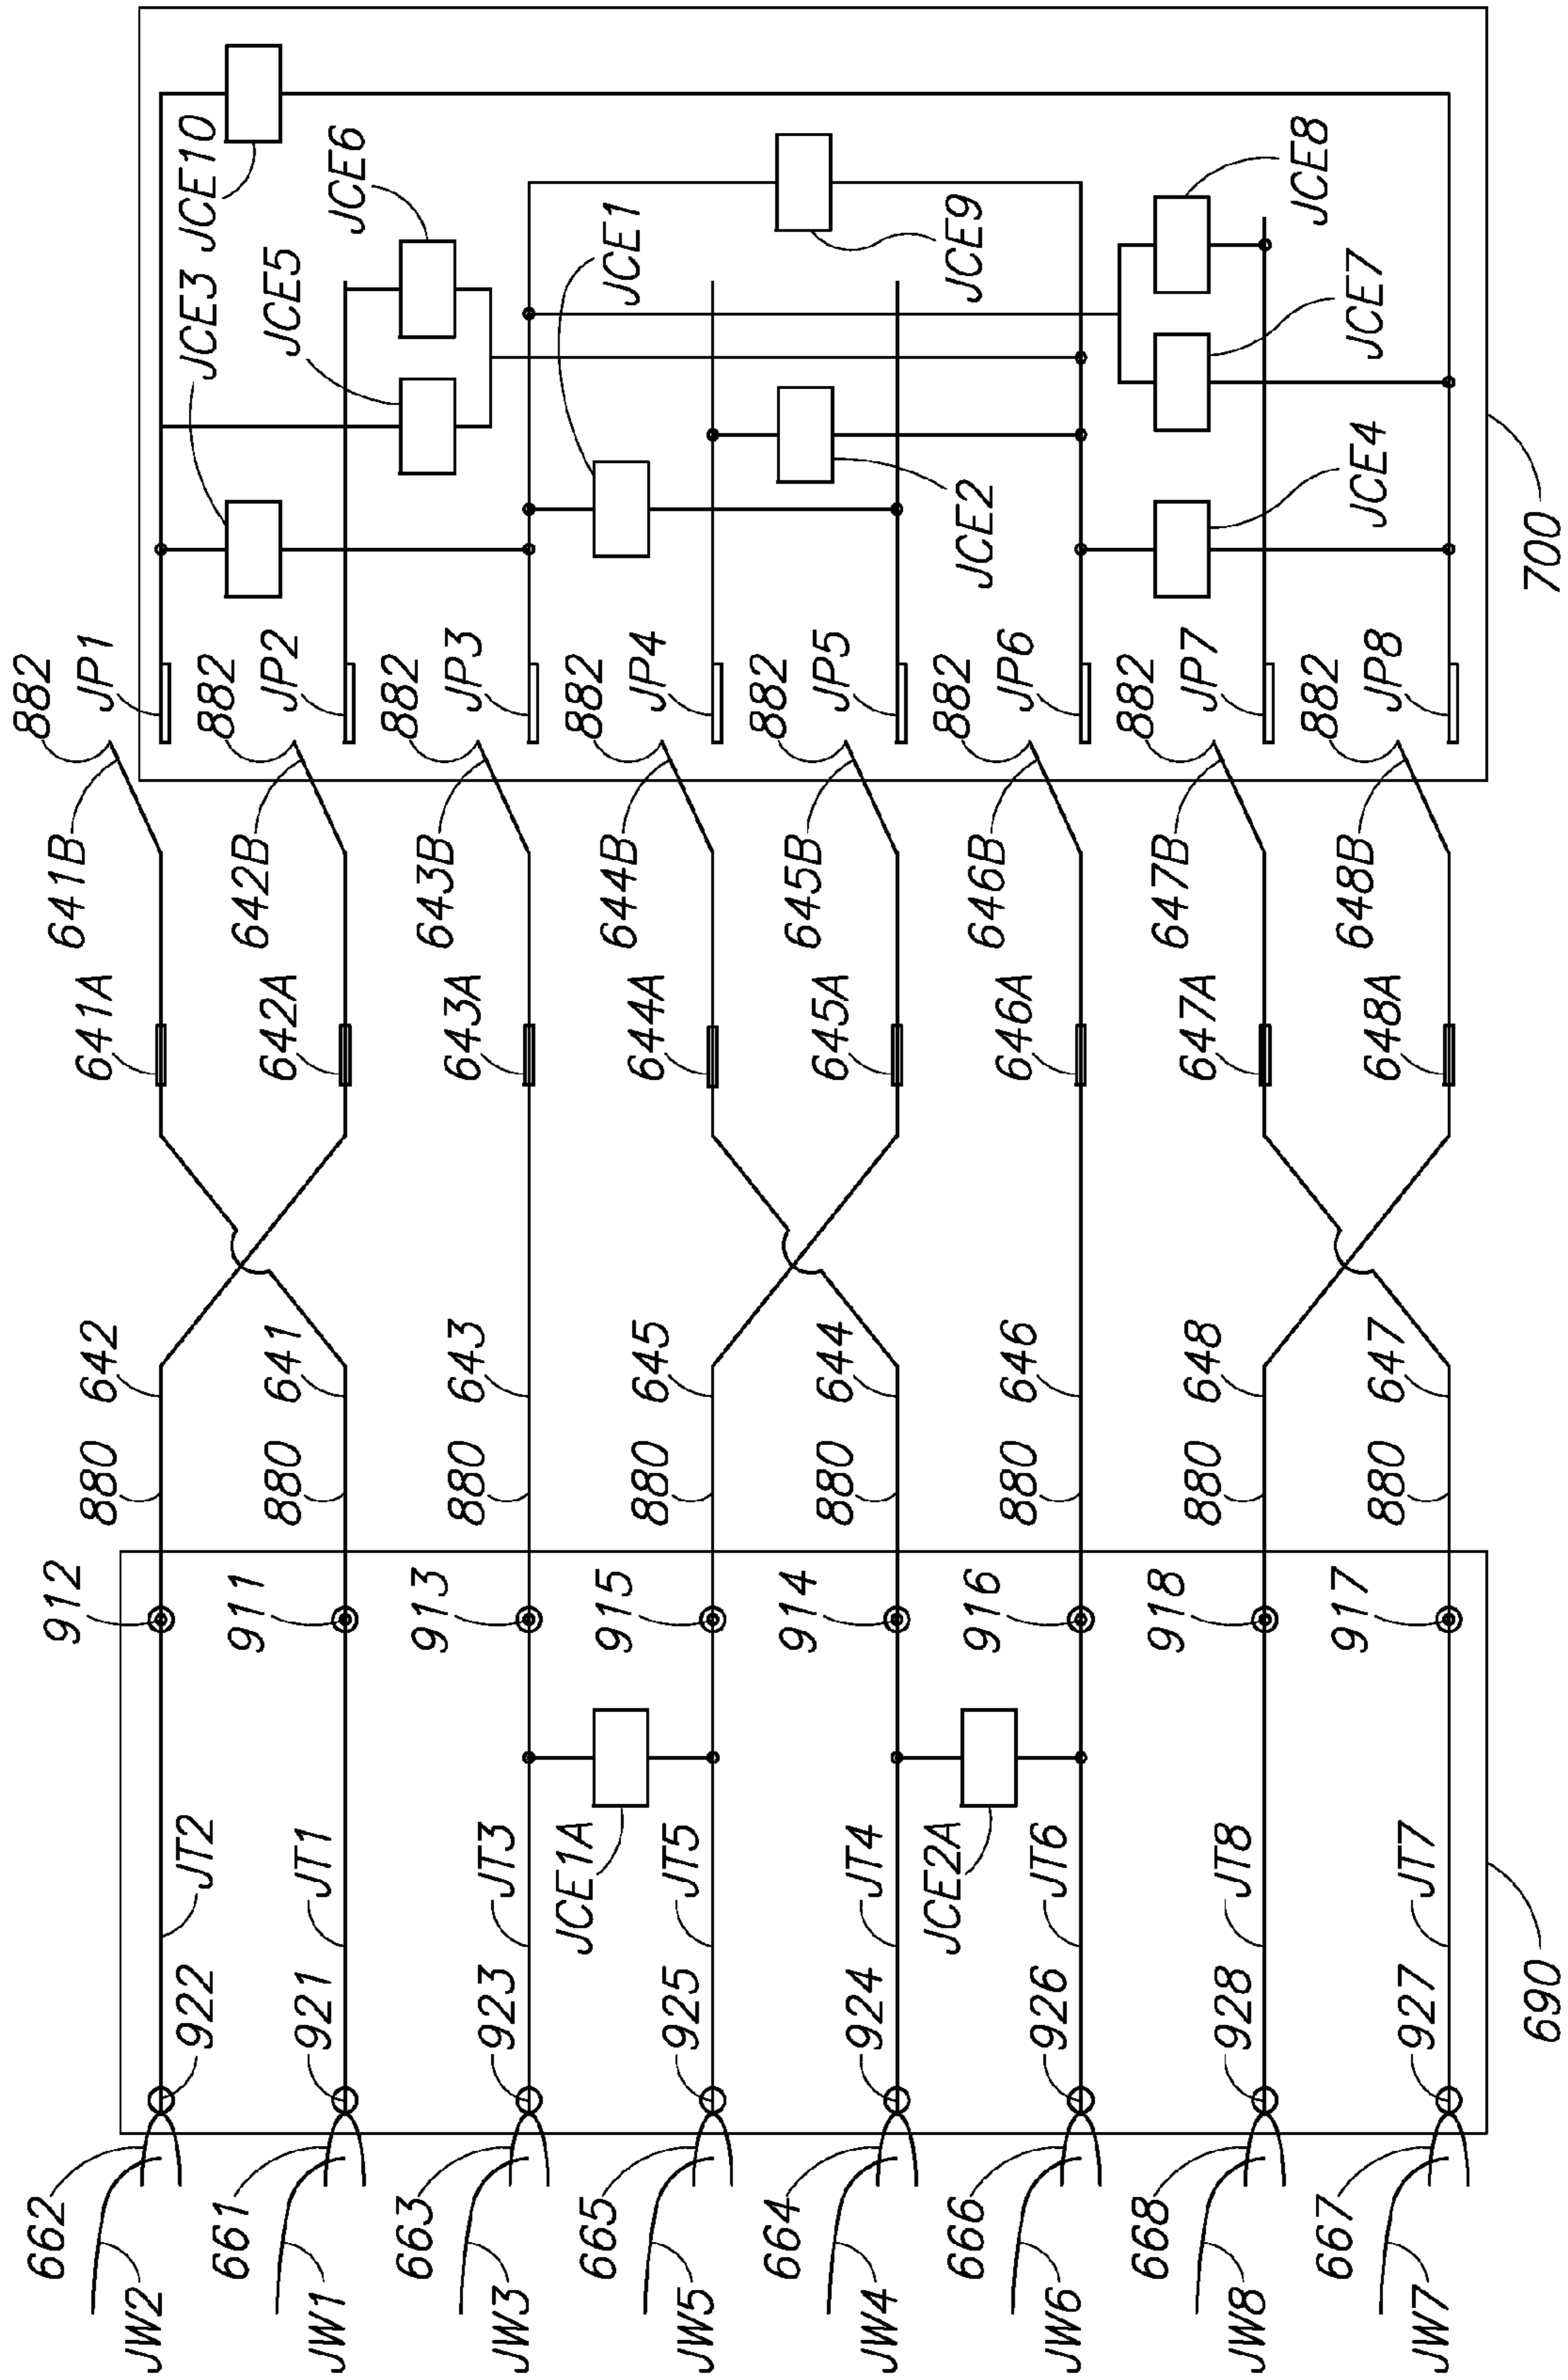 882
JP1
JCE3
JCE10
641B
641A
642
880
912
JT2
922
662
JW2
882
JP2
JCE5
JCE6
642B
642A
641
880
911
JT1
921
661
JW1
882
JP3
643B
643A
643
880
913
JT3
923
663
JW3
JCE1
JCE1A
882
JP4
644B
644A
645
880
915
JT5
925
665
JW5
882
JP5
645B
645A
644
880
914
JT4
924
664
JW4
JCE9
JCE2
JCE2A
882
JP6
646B
646A
646
880
916
JT6
926
666
JW6
882
JP7
647B
647A
648
880
918
JT8
928
668
JW8
JCE8
JCE7
JCE4
882
JP8
648B
648A
647
880
917
JT7
927
667
JW7
700
690